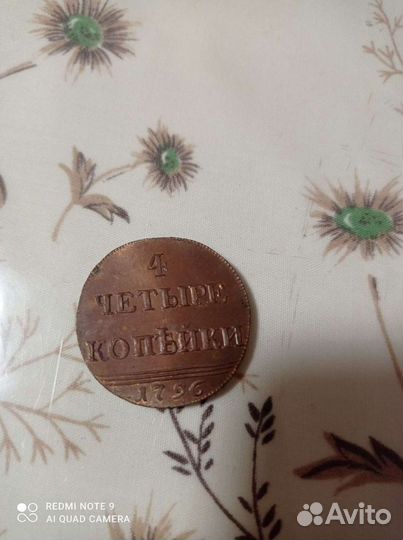 4
ЧЕТЫРЕ
КОПѢЙКИ
1796
REDMI NOTE 9
AI QUAD CAMERA
Avito